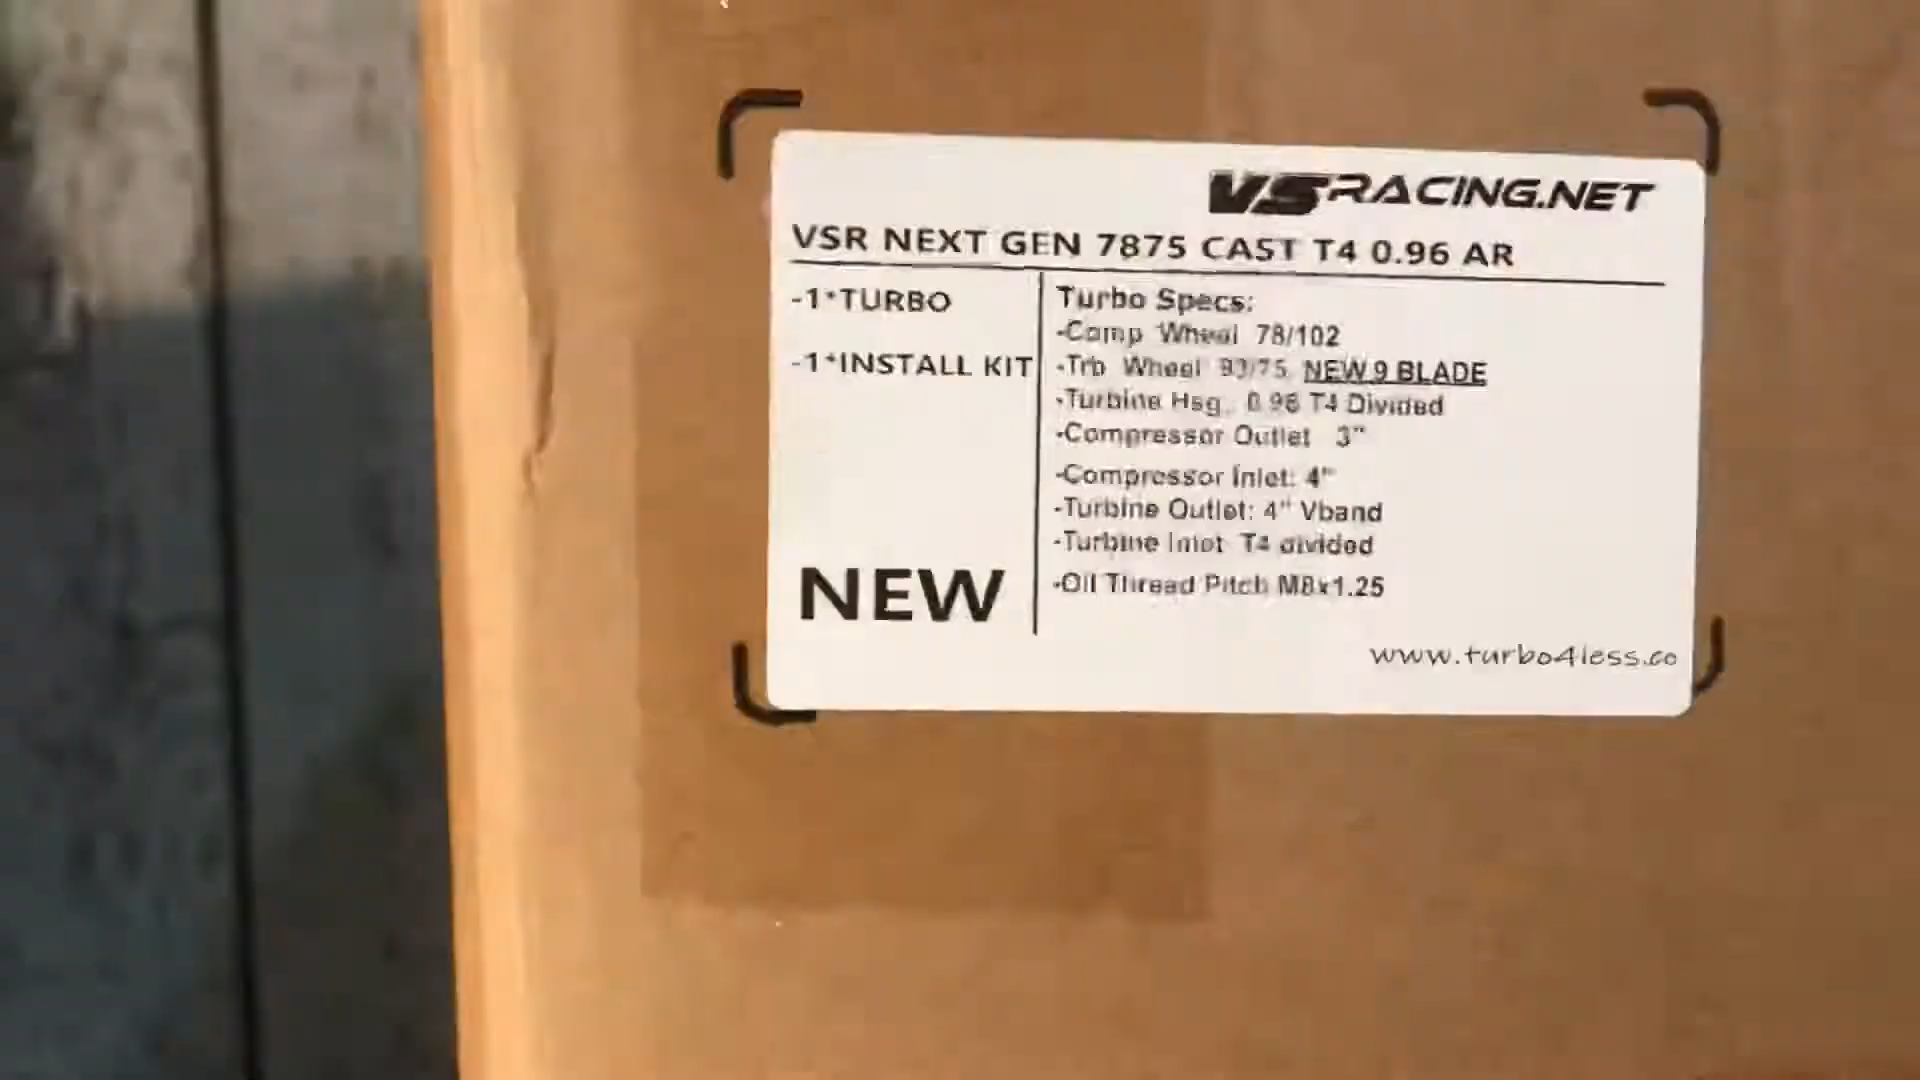 VSRACING.NET
VSR NEXT GEN 7875 CAST T4 0.96 AR
-1*TURBO
-1*INSTALL KIT
NEW
Turbo Specs:
-Comp Wheel 78/102
-Trb Wheel 83/75 NEW 9 BLADE
-Turbine Hsg. 0.96 T4 Divided
-Compressor Outlet 3"
-Compressor Inlet: 4"
-Turbine Outlet: 4" Vband
-Turbine Inlet T4 divided
-Oil Thread Pitch M8x1.25
www.turbo4less.co